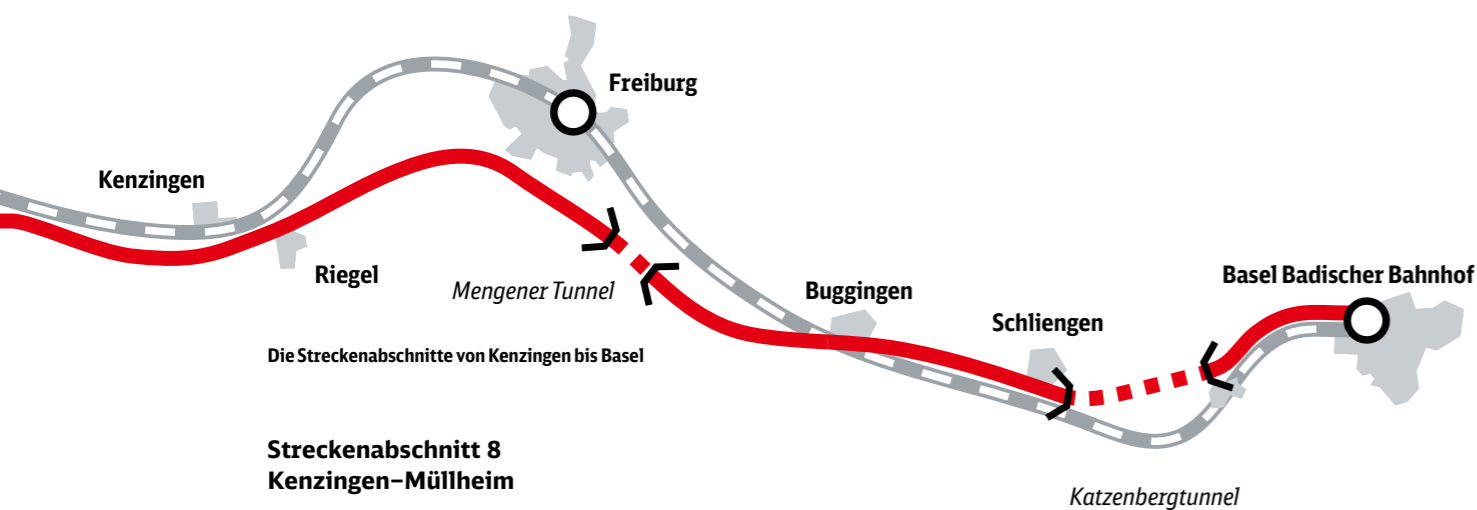 Freiburg
Kenzingen
Riegel
Mengener Tunnel
Buggingen
Schliengen
Basel Badischer Bahnhof
Die Streckenabschnitte von Kenzingen bis Basel
Streckenabschnitt 8
Kenzingen–Müllheim
Katzenbergtunnel